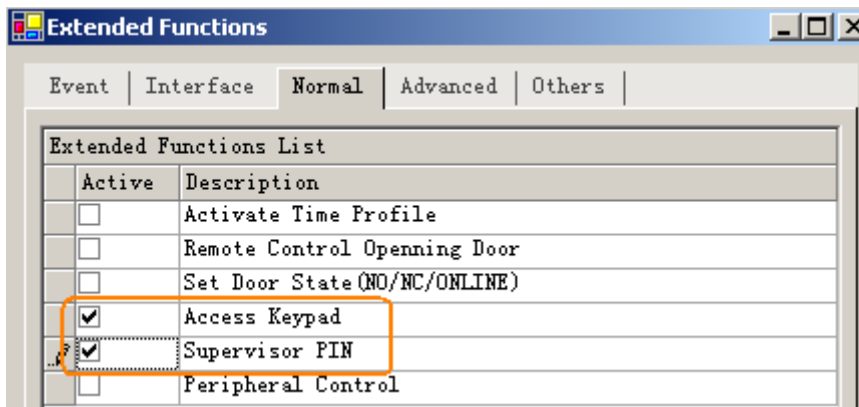 Extended Functions
Event | Interface Normal Advanced | Others |
Extended Functions List
Active Description
Activate Time Profile
Remote Control Openning Door
Set Door State(NO/NC/ONLINE)
Access Keypad
Supervisor PIN
Peripheral Control